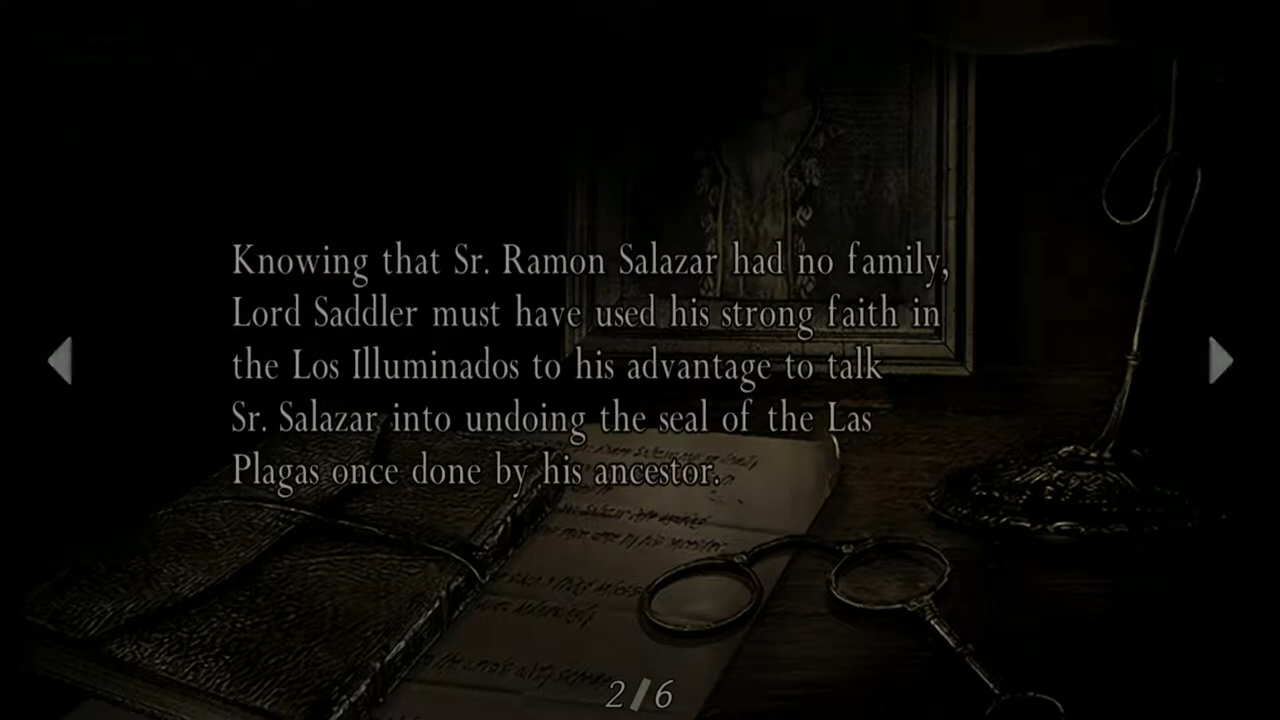 Knowing that Sr. Ramon Salazar had no family,
Lord Saddler must have used his strong faith in
the Los Illuminados to his advantage to talk
Sr. Salazar into undoing the seal of the Las
Plagas once done by his ancestor.
2/6